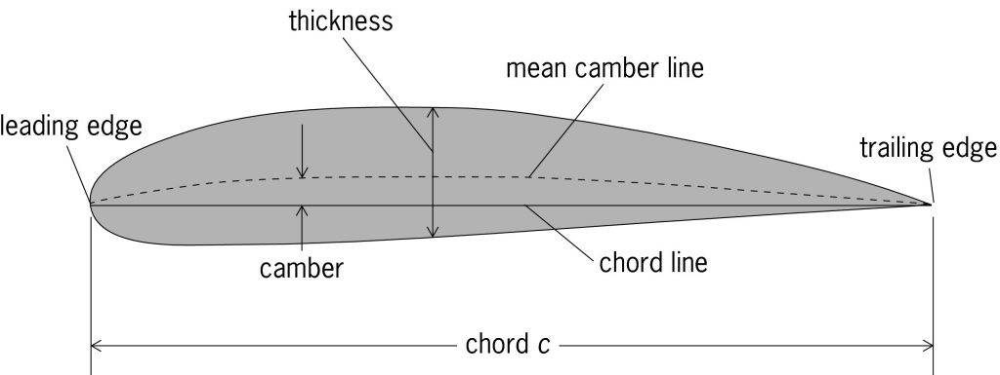 thickness
mean camber line
leading edge
trailing edge
camber
chord line
chord c